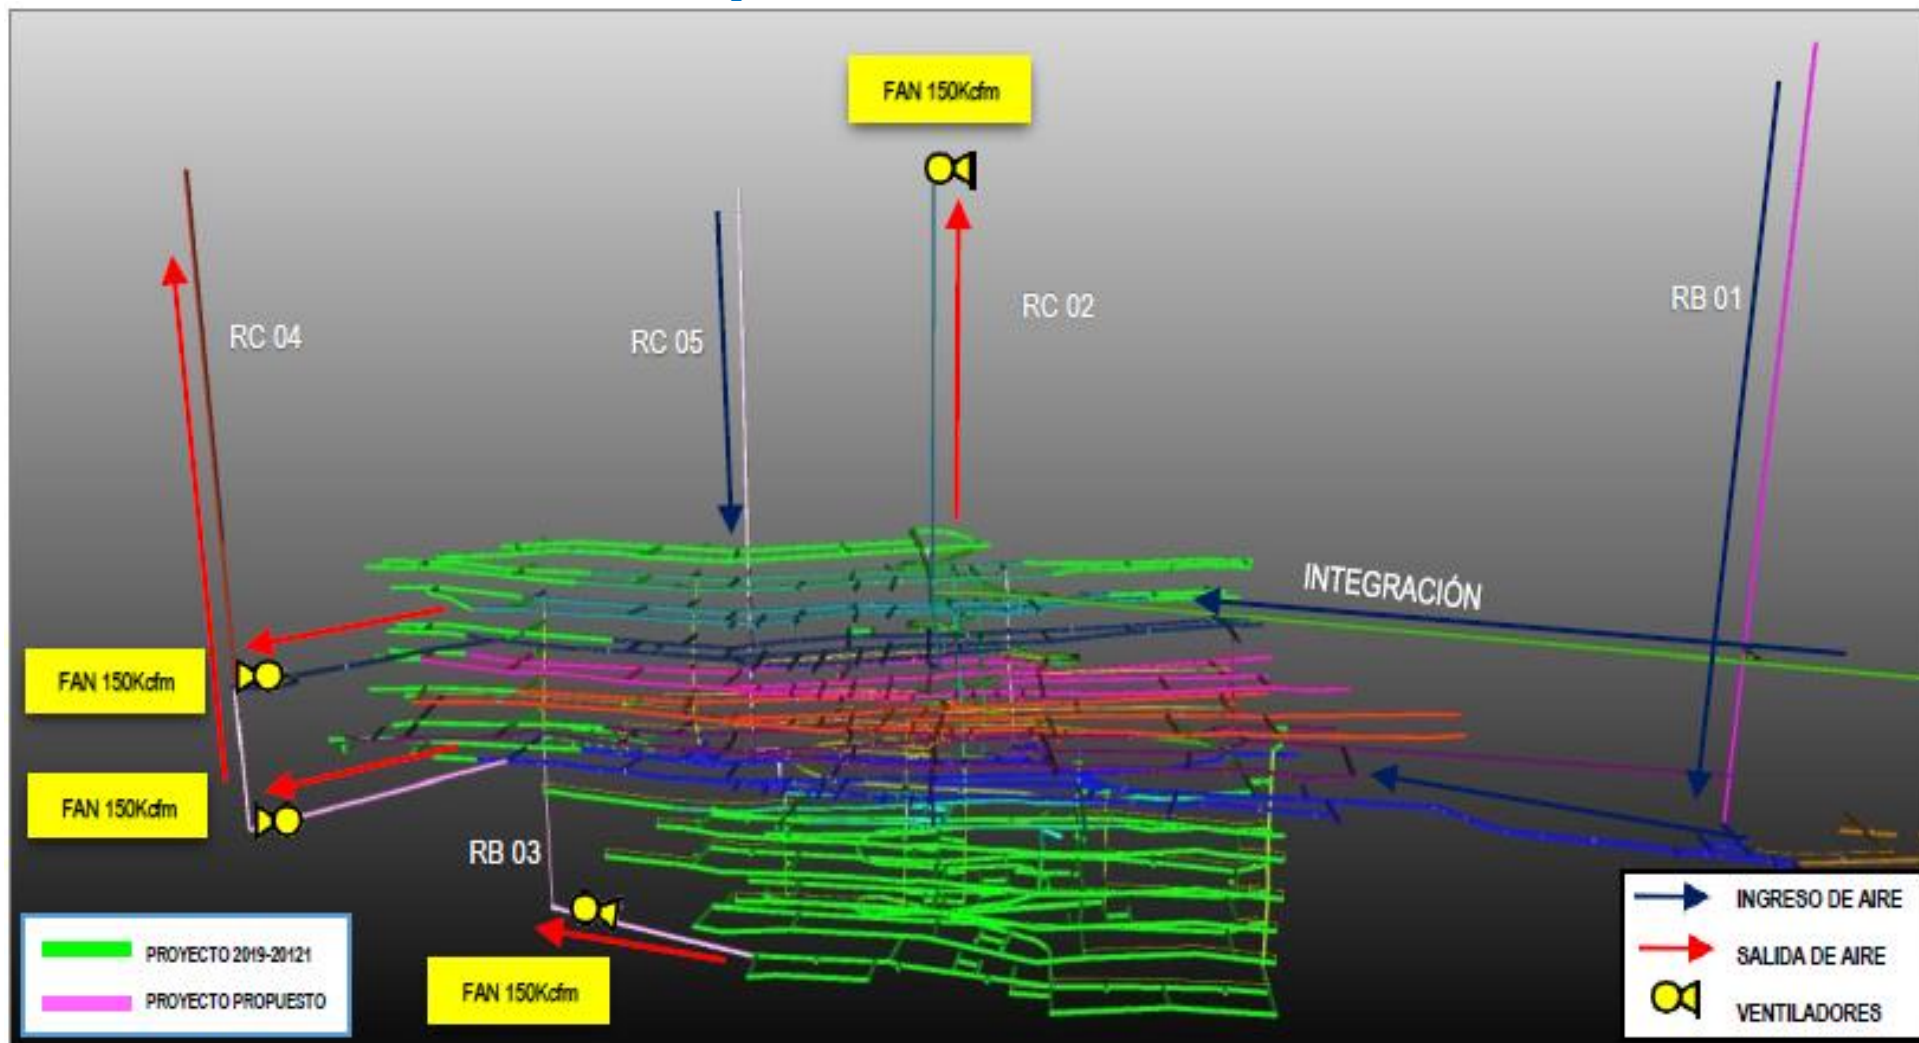 FAN 150Kcfm
RC 04
RC 05
RC 02
RB 01
INTEGRACIÓN
FAN 150Kcfm
FAN 150Kcfm
RB 03
FAN 150Kcfm
PROYECTO 2019-20121
PROYECTO PROPUESTO
INGRESO DE AIRE
SALIDA DE AIRE
VENTILADORES